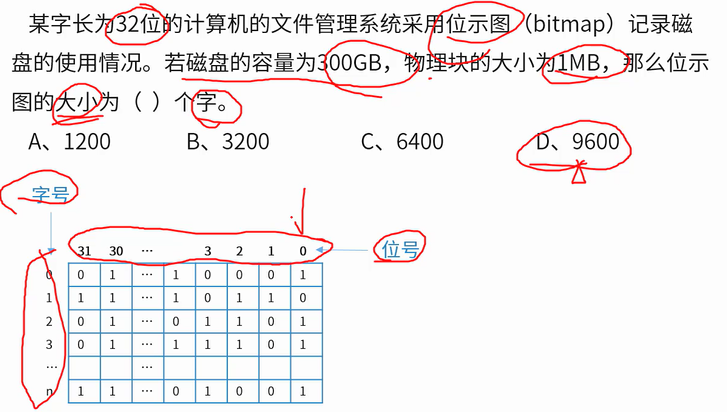 某字长为32位的计算机的文件管理系统采用位示图（bitmap）记录磁
盘的使用情况。若磁盘的容量为300GB，物理块的大小为1MB，那么位示
图的大小为（ ）个字。
A、1200 B、3200 C、6400 D、9600
字号
31 30 ··· 3 2 1 0 位号
0 0 1 ··· 1 0 0 0 1
1 1 1 ··· 1 0 1 1 0
2 0 1 ··· 0 1 1 0 1
3 0 1 ··· 1 1 1 0 1
··· ···
n 1 1 ··· 0 1 0 0 1